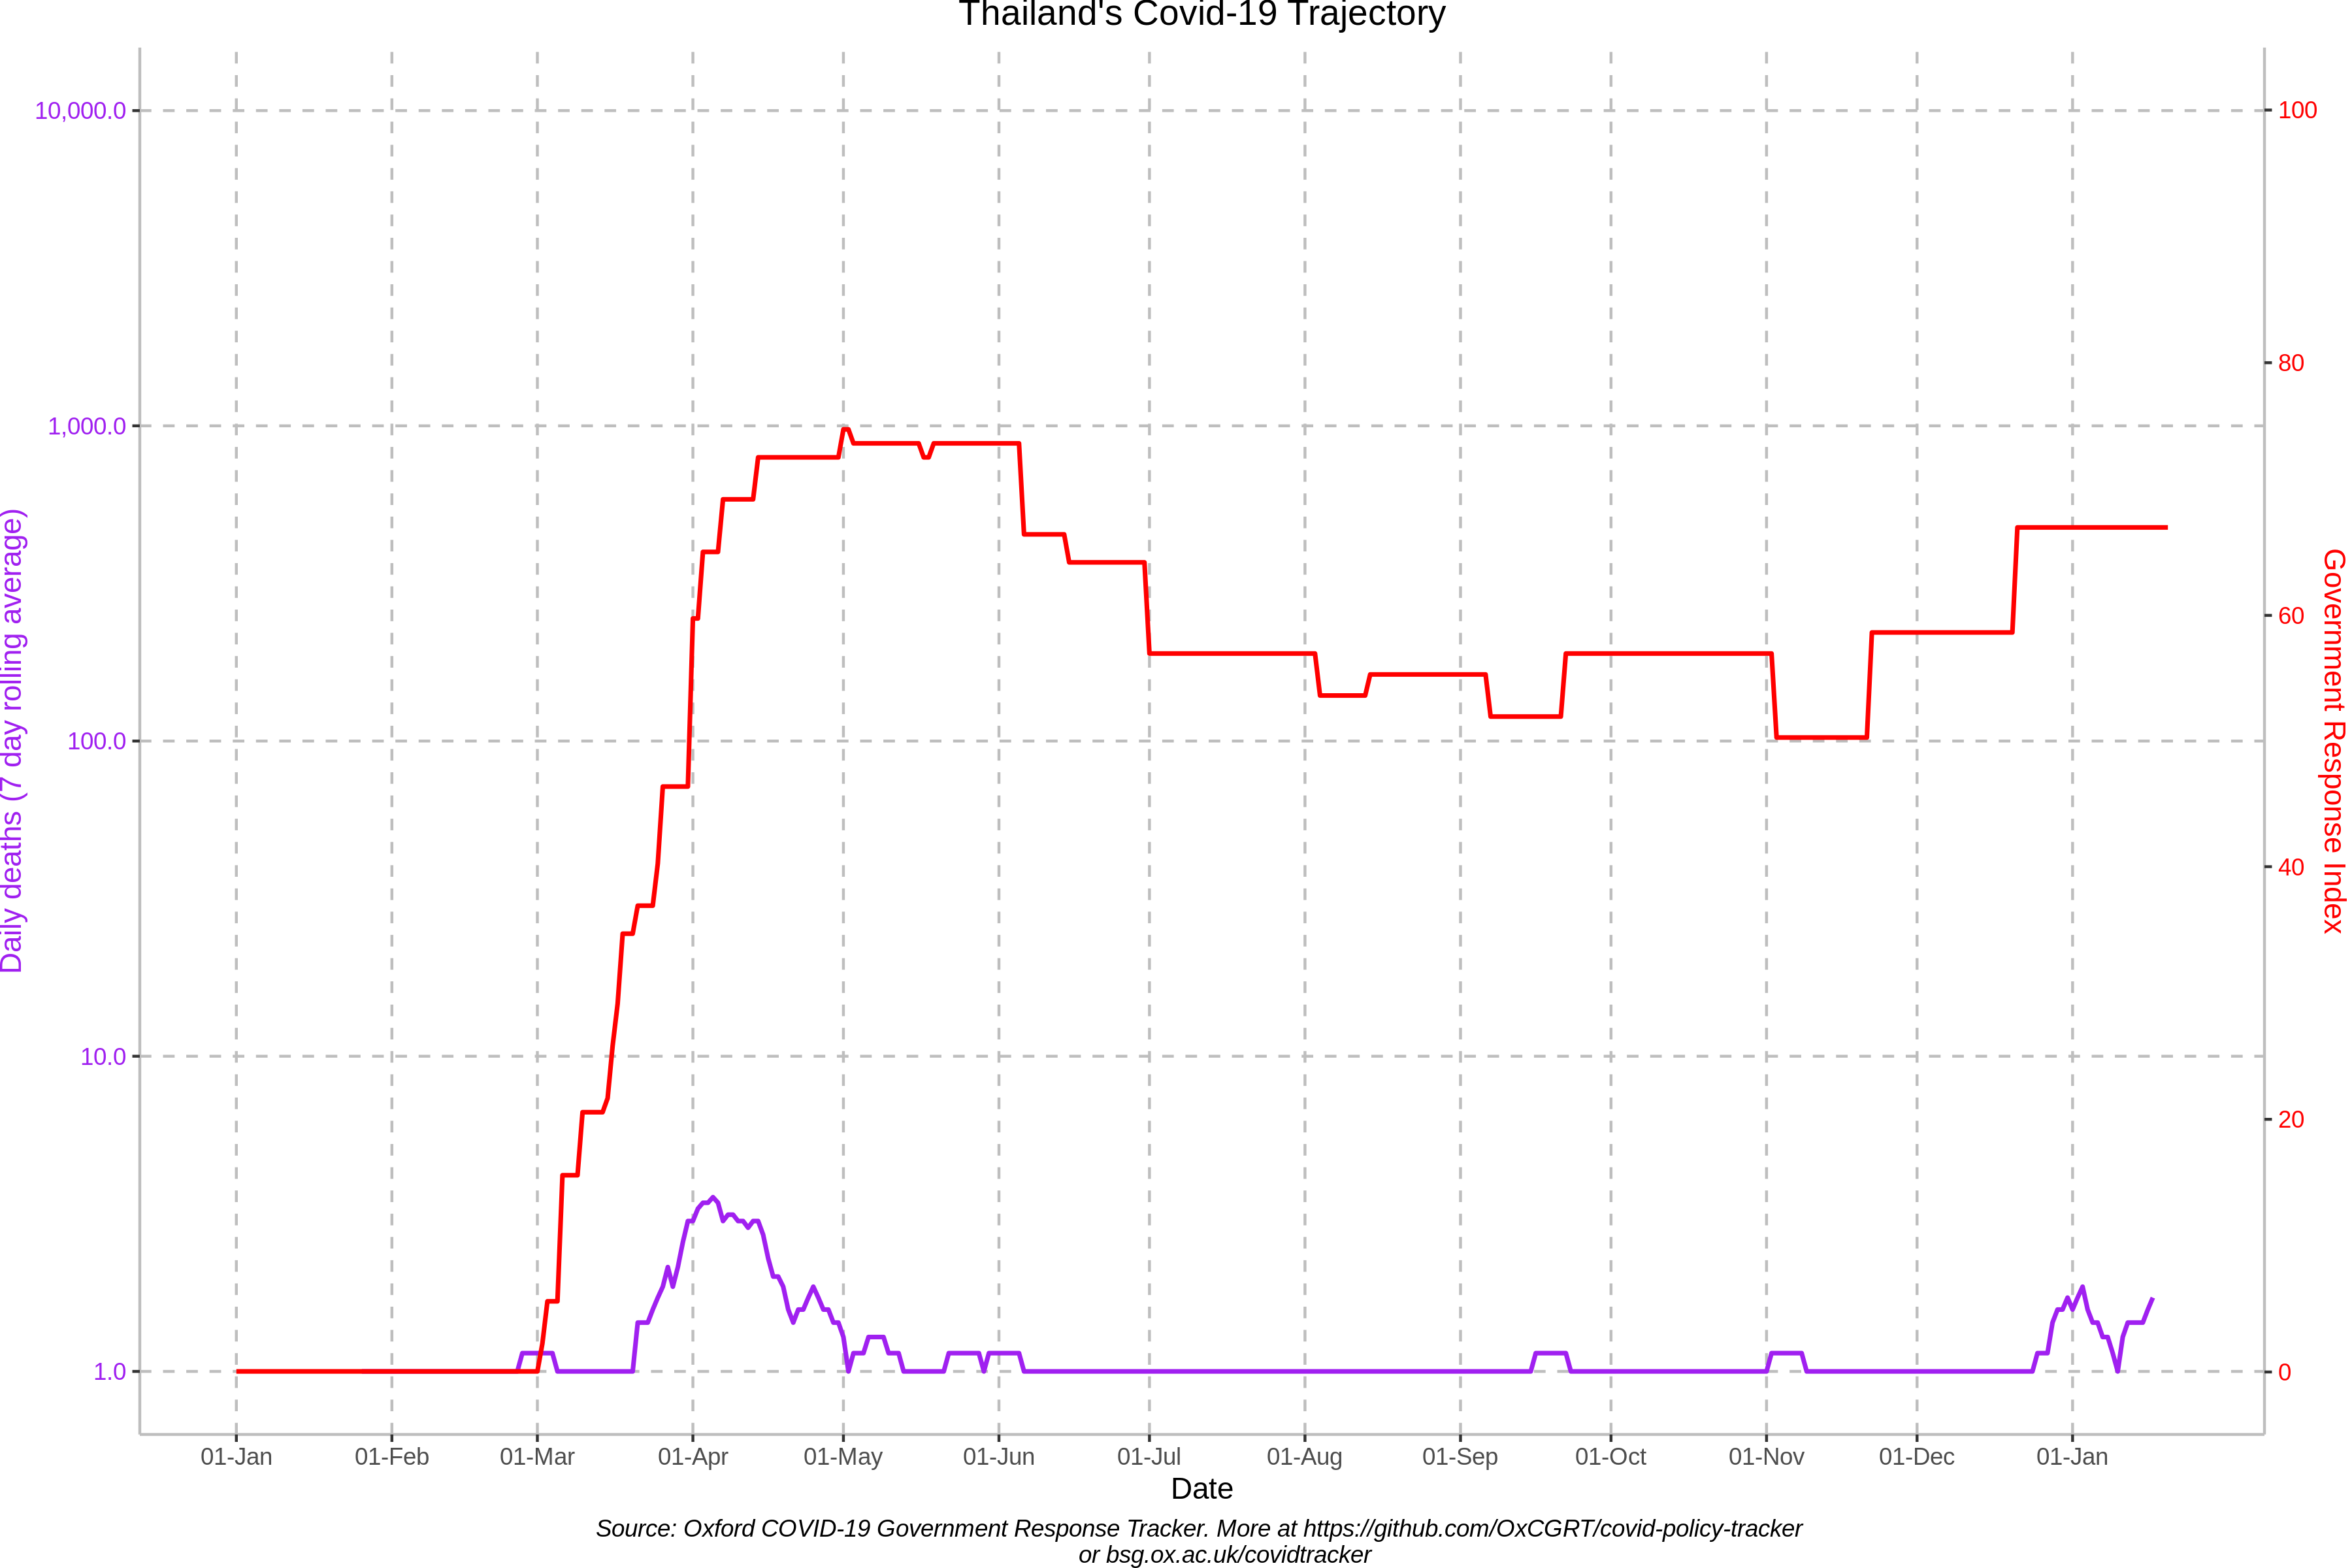 Thailand's Covid-19 Trajectory
Daily deaths (7 day rolling average)
10,000.0
1,000.0
100.0
10.0
1.0
100
80
60
40
20
0
Government Response Index
01-Jan 01-Feb 01-Mar 01-Apr 01-May 01-Jun 01-Jul 01-Aug 01-Sep 01-Oct 01-Nov 01-Dec 01-Jan
Date
Source: Oxford COVID-19 Government Response Tracker. More at https://github.com/OxCGRT/covid-policy-tracker
or bsg.ox.ac.uk/covidtracker